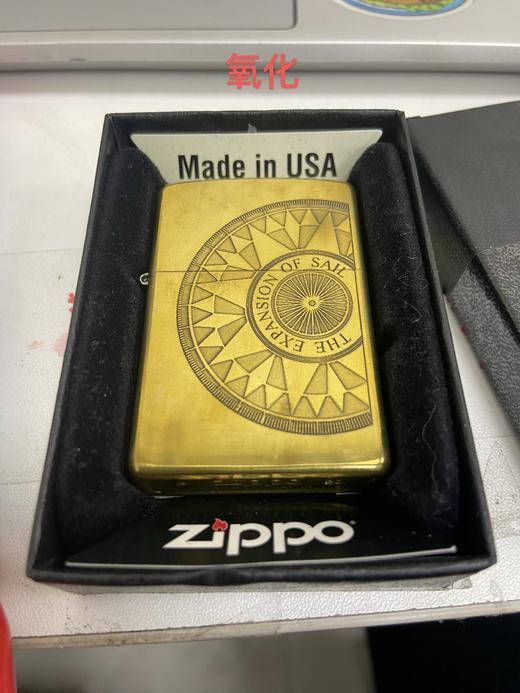 氧化
Made in USA
THE EXPANSION OF SAIL
zippo